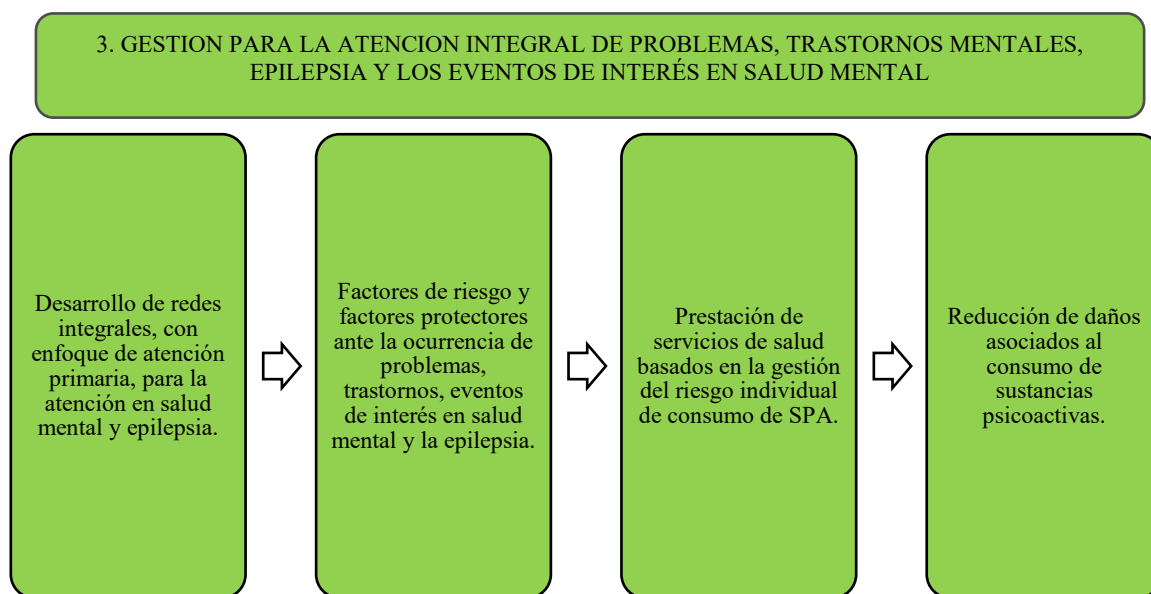 3. GESTION PARA LA ATENCION INTEGRAL DE PROBLEMAS, TRASTORNOS MENTALES,
EPILEPSIA Y LOS EVENTOS DE INTERÉS EN SALUD MENTAL
Desarrollo de redes
integrales, con
enfoque de atención
primaria, para la
atención en salud
mental y epilepsia.
Factores de riesgo y
factores protectores
ante la ocurrencia de
problemas,
trastornos, eventos
de interés en salud
mental y la epilepsia.
Prestación de
servicios de salud
basados en la gestión
del riesgo individual
de consumo de SPA.
Reducción de daños
asociados al
consumo de
sustancias
psicoactivas.